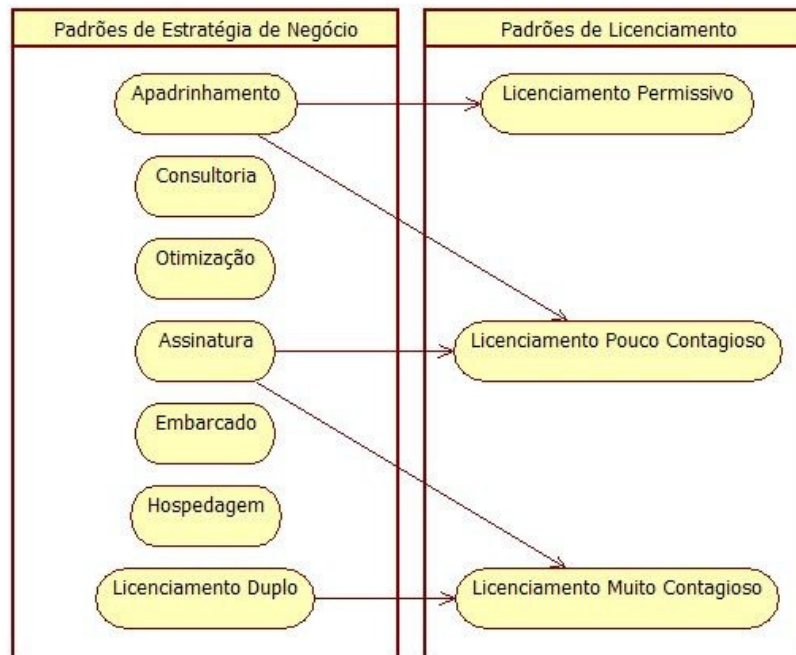 Padrões de Estratégia de Negócio
Padrões de Licenciamento
Apadrinhamento
Licenciamento Permissivo
Consultoria
Otimização
Assinatura
Licenciamento Pouco Contagioso
Embarcado
Hospedagem
Licenciamento Duplo
Licenciamento Muito Contagioso